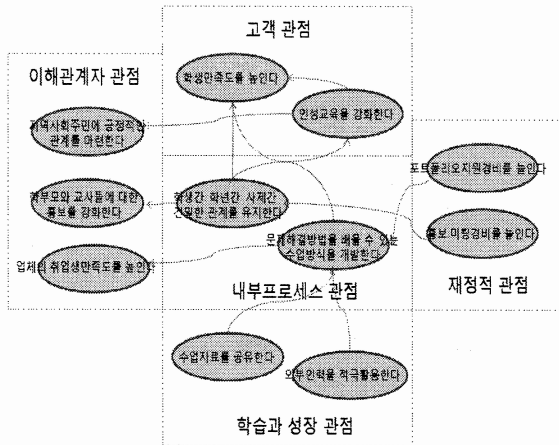 고객 관점
이해관계자 관점
학생만족도를 높인다
인성교육을 강화한다
지역사회주민에 긍정적인
관계를 마련한다
포트폴리오지원경비를 높인다
학부모와 교사들에 대한
홍보를 강화한다
학생간 학년간 사제간
긴밀한 관계를 유지한다
홍보 미팅경비를 높인다
문제해결방법을 배울 수 있는
수업방식을 개발한다
업체의 취업생만족도를 높인다
내부프로세스 관점
재정적 관점
수업자료를 공유한다
외부인력을 적극활용한다
학습과 성장 관점